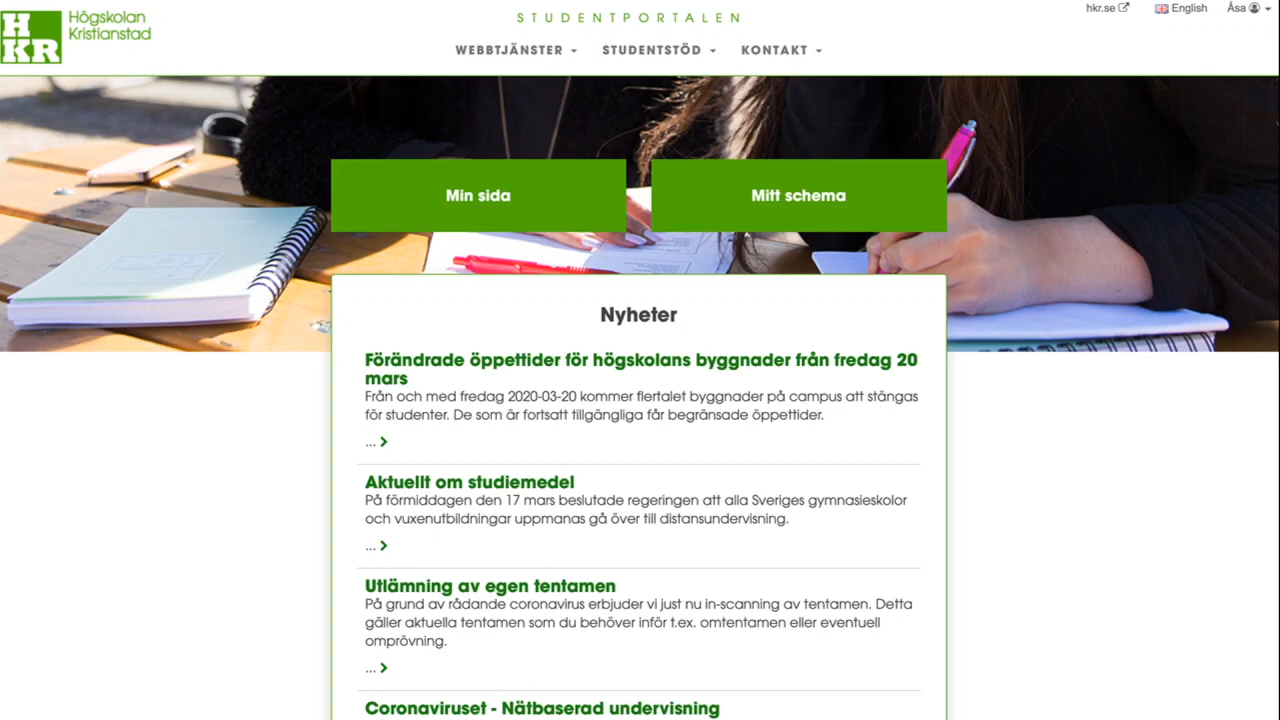 HKR
Högskolan
Kristianstad
STUDENTPORTALEN
hkr.se
English
Åsa
WEBBTJÄNSTER
STUDENTSTÖD
KONTAKT
Min sida
Mitt schema
Nyheter
Förändrade öppettider för högskolans byggnader från fredag 20
mars
Från och med fredag 2020-03-20 kommer flertalet byggnader på campus att stängas
för studenter. De som är fortsatt tillgängliga får begränsade öppettider.
...
Aktuellt om studiemedel
På förmiddagen den 17 mars beslutade regeringen att alla Sveriges gymnasieskolor
och vuxenutbildningar uppmanas gå över till distansundervisning.
...
Utlämning av egen tentamen
På grund av rådande coronavirus erbjuder vi just nu in-scanning av tentamen. Detta
gäller aktuella tentamen som du behöver inför t.ex. omtentamen eller eventuell
omprövning.
...
Coronaviruset - Nätbaserad undervisning